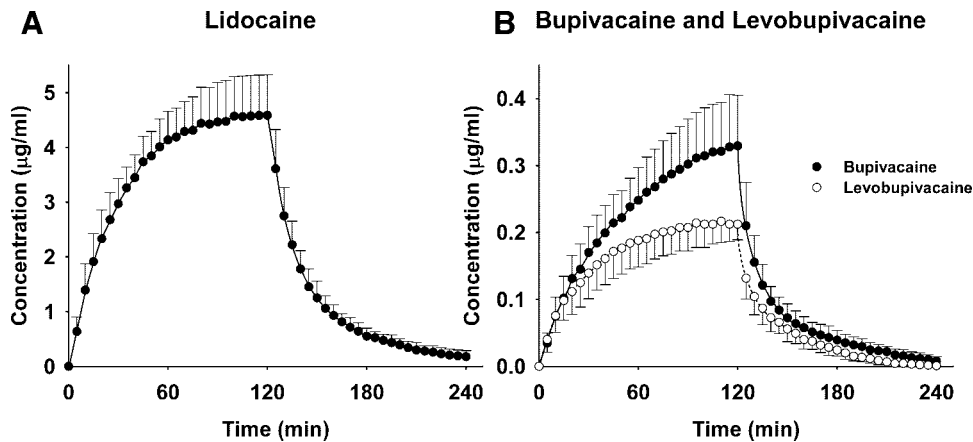 A Lidocaine
Concentration (µg/ml)
5
4
3
2
1
0
0 60 120 180 240
Time (min)
B Bupivacaine and Levobupivacaine
Concentration (µg/ml)
0.4
0.3
0.2
0.1
0.0
0 60 120 180 240
Time (min)
Bupivacaine
Levobupivacaine